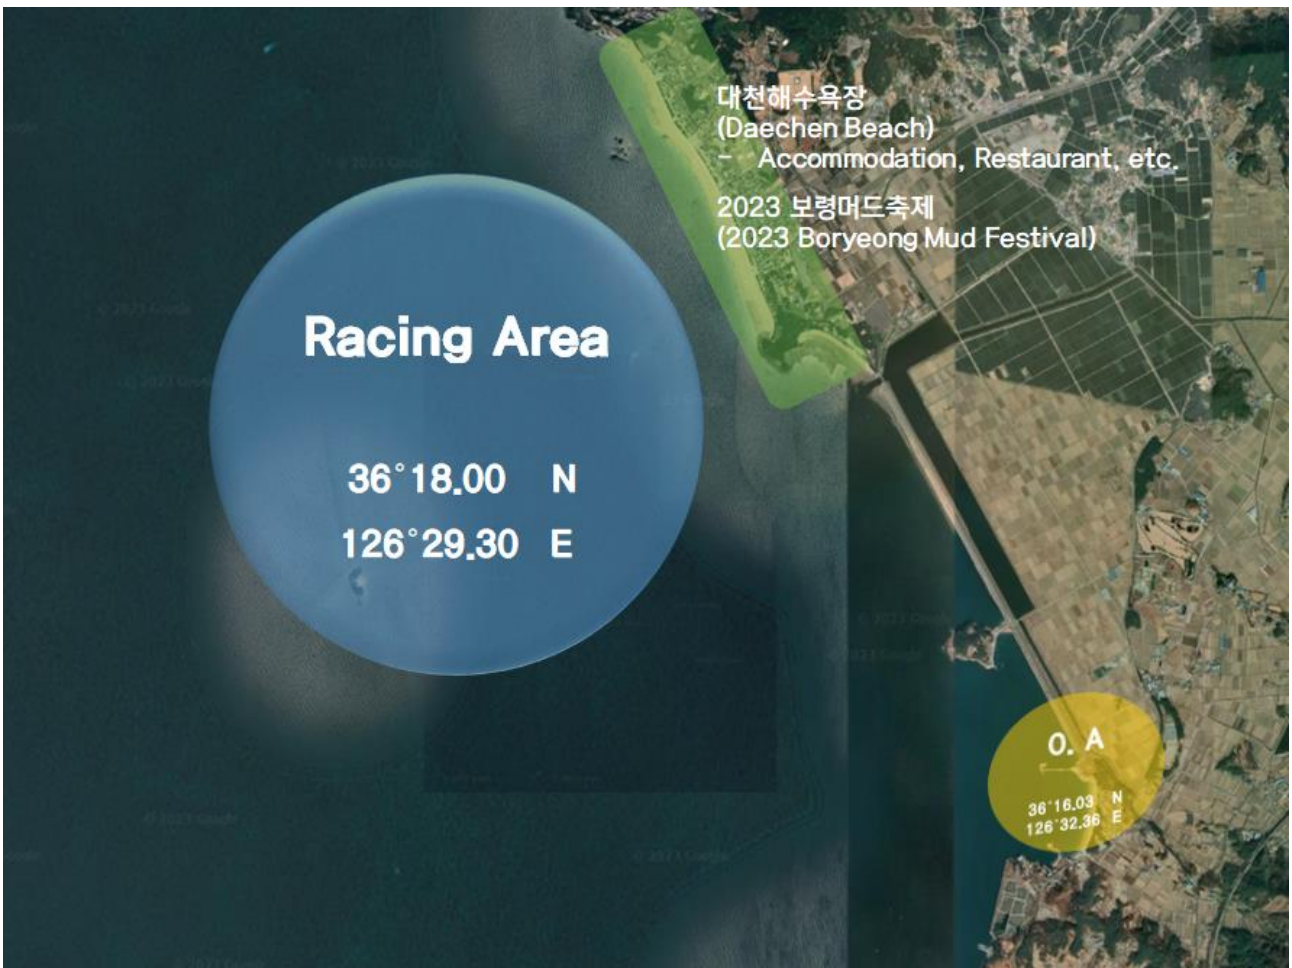 대천해수욕장
(Daechen Beach)
- Accommodation, Restaurant, etc.
2023 보령머드축제
(2023 Boryeong Mud Festival)
Racing Area
36°18.00 N
126°29.30 E
O. A
36°16.03 N
126°32.36 E